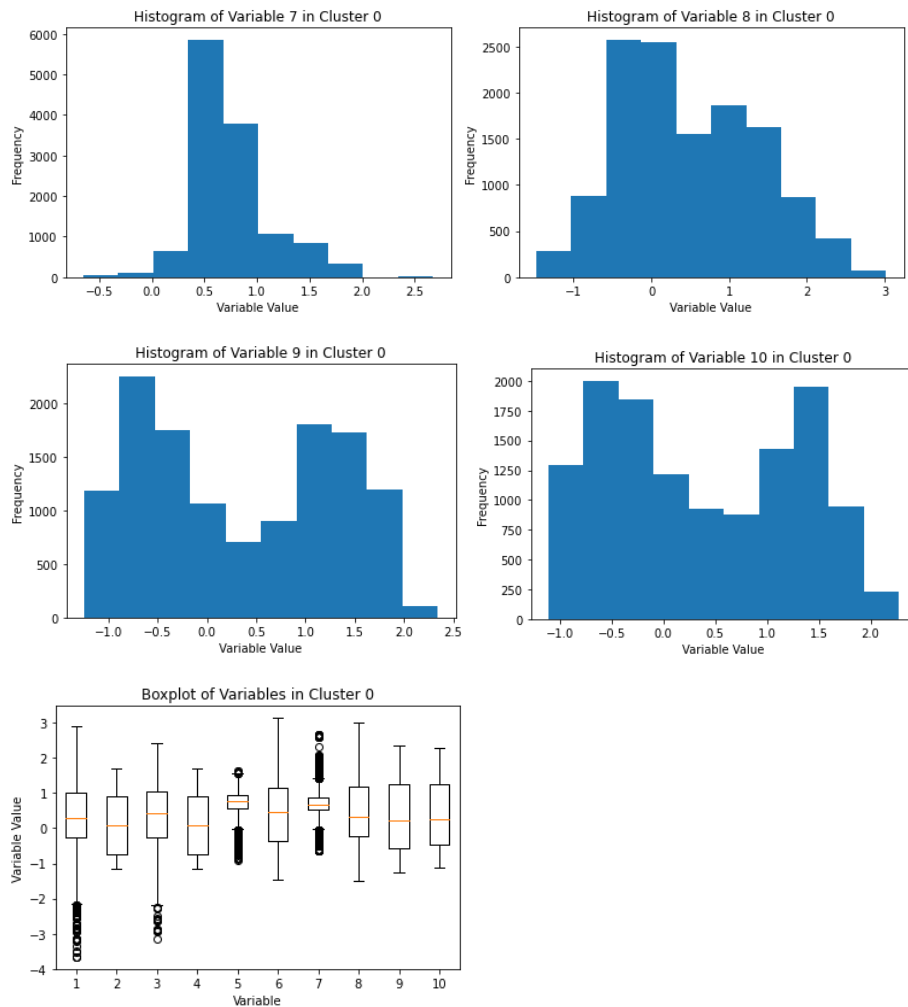 Histogram of Variable 7 in Cluster 0
6000
5000
4000
3000
2000
1000
0
Frequency
−0.5 0.0 0.5 1.0 1.5 2.0 2.5
Variable Value
Histogram of Variable 8 in Cluster 0
2500
2000
1500
1000
500
0
Frequency
−1 0 1 2 3
Variable Value
Histogram of Variable 9 in Cluster 0
2000
1500
1000
500
0
Frequency
−1.0 −0.5 0.0 0.5 1.0 1.5 2.0 2.5
Variable Value
Histogram of Variable 10 in Cluster 0
2000
1750
1500
1250
1000
750
500
250
0
Frequency
−1.0 −0.5 0.0 0.5 1.0 1.5 2.0
Variable Value
Boxplot of Variables in Cluster 0
3
2
1
0
−1
−2
−3
−4
Variable Value
1 2 3 4 5 6 7 8 9 10
Variable